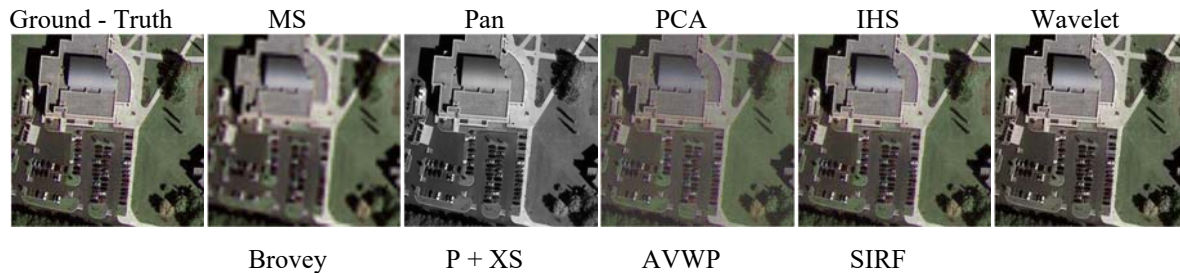 Ground - Truth MS Pan PCA IHS Wavelet
Brovey P + XS AVWP SIRF